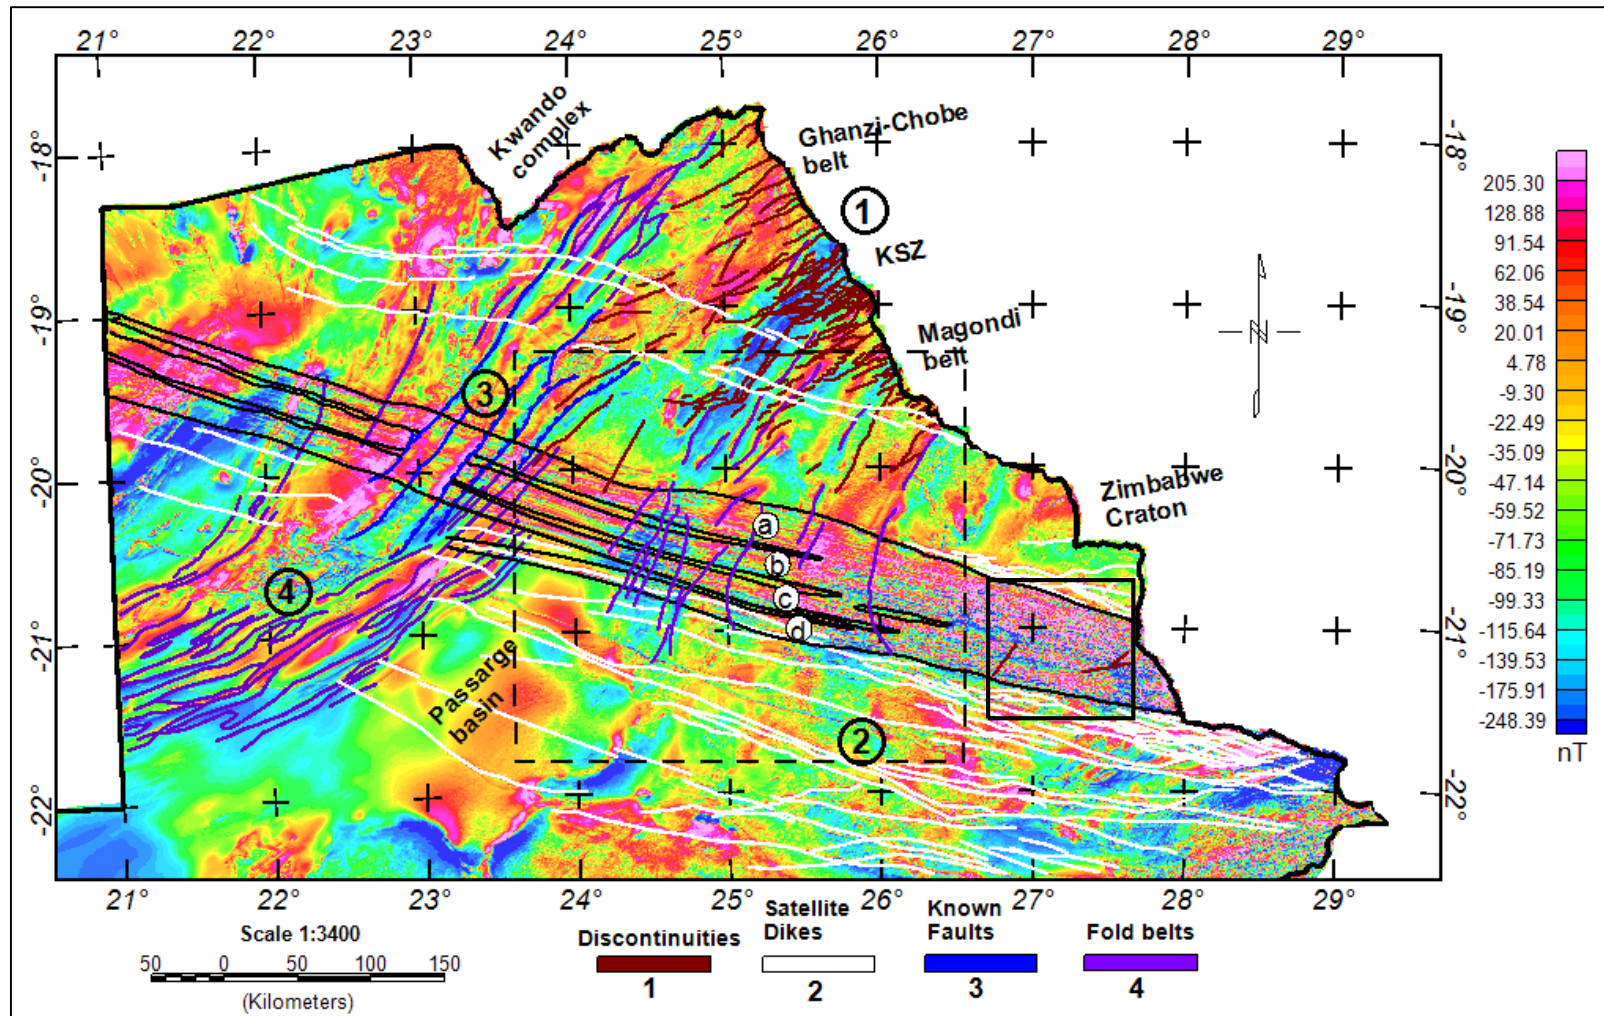 21° 22° 23° 24° 25° 26° 27° 28° 29°
Kwando
complex
Ghanzi-Chobe
belt
-18° -18°
1
KSZ
-19° -19°
Magondi
belt
N
3
-20° -20°
Zimbabwe
Craton
a
b
c
d
4
-21° -21°
Passarge
basin
2
-22° -22°
21° 22° 23° 24° 25° 26° 27° 28° 29°
205.30
128.88
91.54
62.06
38.54
20.01
4.78
-9.30
-22.49
-35.09
-47.14
-59.52
-71.73
-85.19
-99.33
-115.64
-139.53
-175.91
-248.39
nT
Scale 1:3400
50 0 50 100 150
(Kilometers)
Discontinuities
1
Satellite
Dikes
2
Known
Faults
3
Fold belts
4